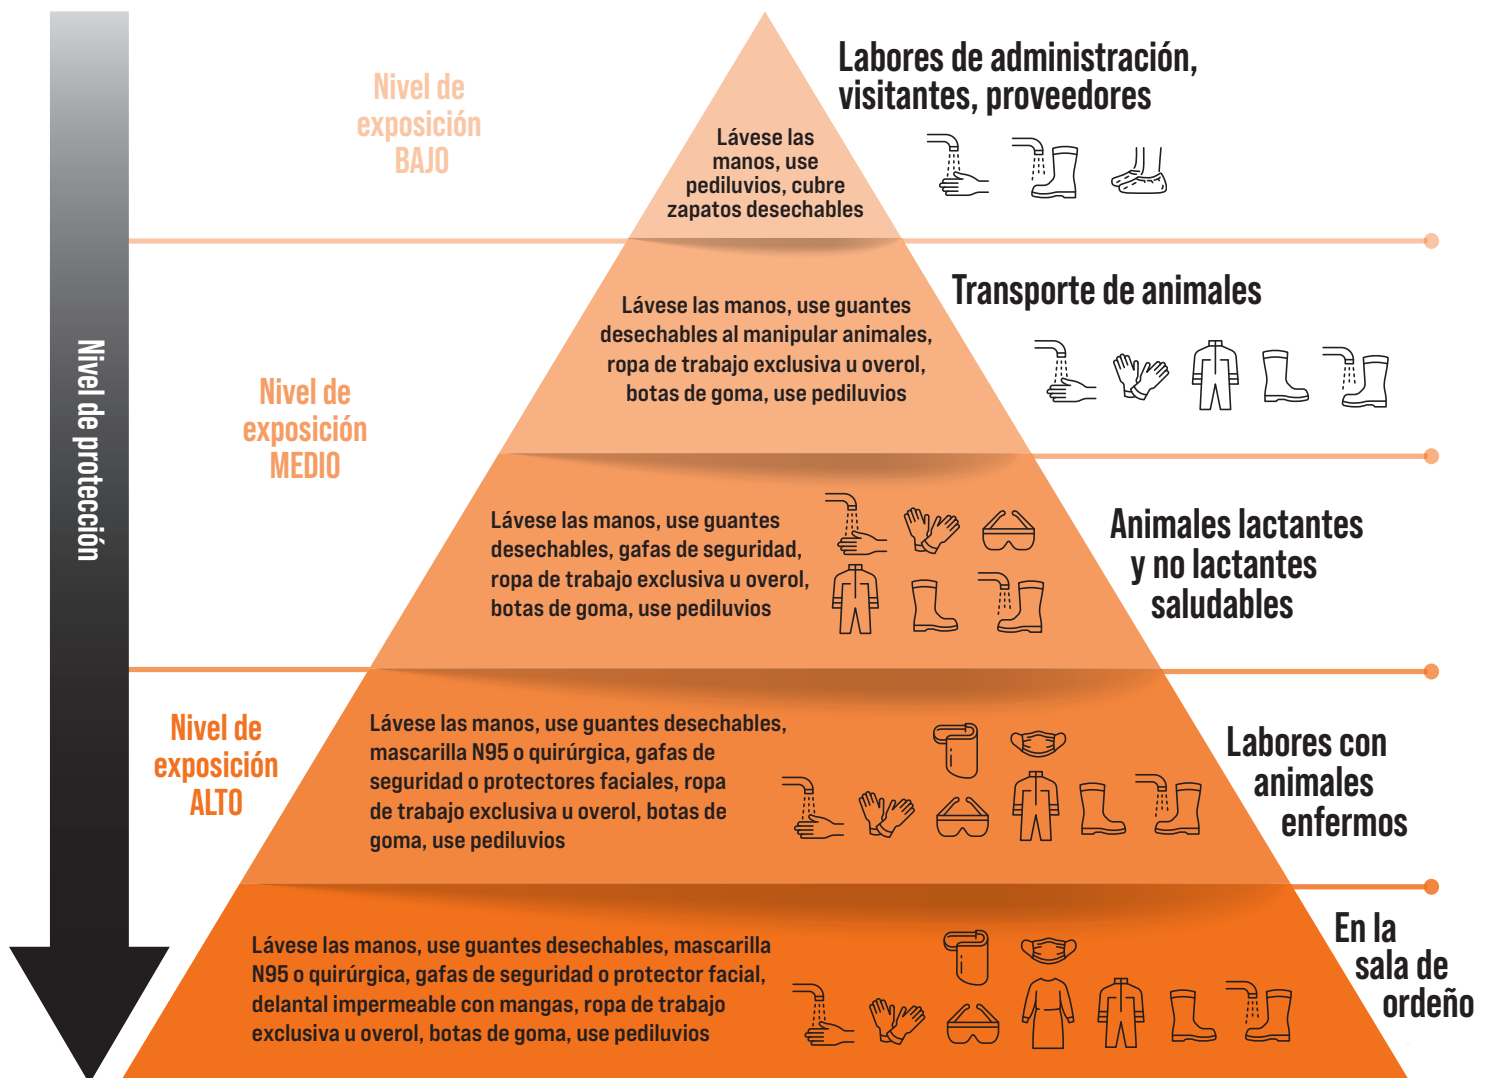 Nivel de protección
Nivel de
exposición
BAJO
Lávese las
manos, use
pediluvios, cubre
zapatos desechables
Labores de administración,
visitantes, proveedores
Nivel de
exposición
MEDIO
Lávese las manos, use guantes
desechables al manipular animales,
ropa de trabajo exclusiva u overol,
botas de goma, use pediluvios
Transporte de animales
Lávese las manos, use guantes
desechables, gafas de seguridad,
ropa de trabajo exclusiva u overol,
botas de goma, use pediluvios
Animales lactantes
y no lactantes
saludables
Nivel de
exposición
ALTO
Lávese las manos, use guantes desechables,
mascarilla N95 o quirúrgica, gafas de
seguridad o protectores faciales, ropa
de trabajo exclusiva u overol, botas de
goma, use pediluvios
Labores con
animales
enfermos
Lávese las manos, use guantes desechables, mascarilla
N95 o quirúrgica, gafas de seguridad o protector facial,
delantal impermeable con mangas, ropa de trabajo
exclusiva u overol, botas de goma, use pediluvios
En la
sala de
ordeño